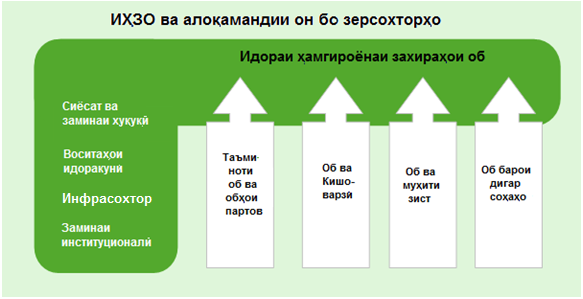 ИҲЗО ва алоқамандии он бо зерсохторҳо
Идораи ҳамгироёнаи захираҳои об
Сиёсат ва
заминаи ҳуқуқӣ
Воситаҳои
идоракунӣ
Инфрасохтор
Заминаи
институционалӣ
Таъми-
ноти
об ва
обҳои
партов
Об ва
Кишо-
варзӣ
Об ва
муҳити
зист
Об барои
дигар
соҳаҳо